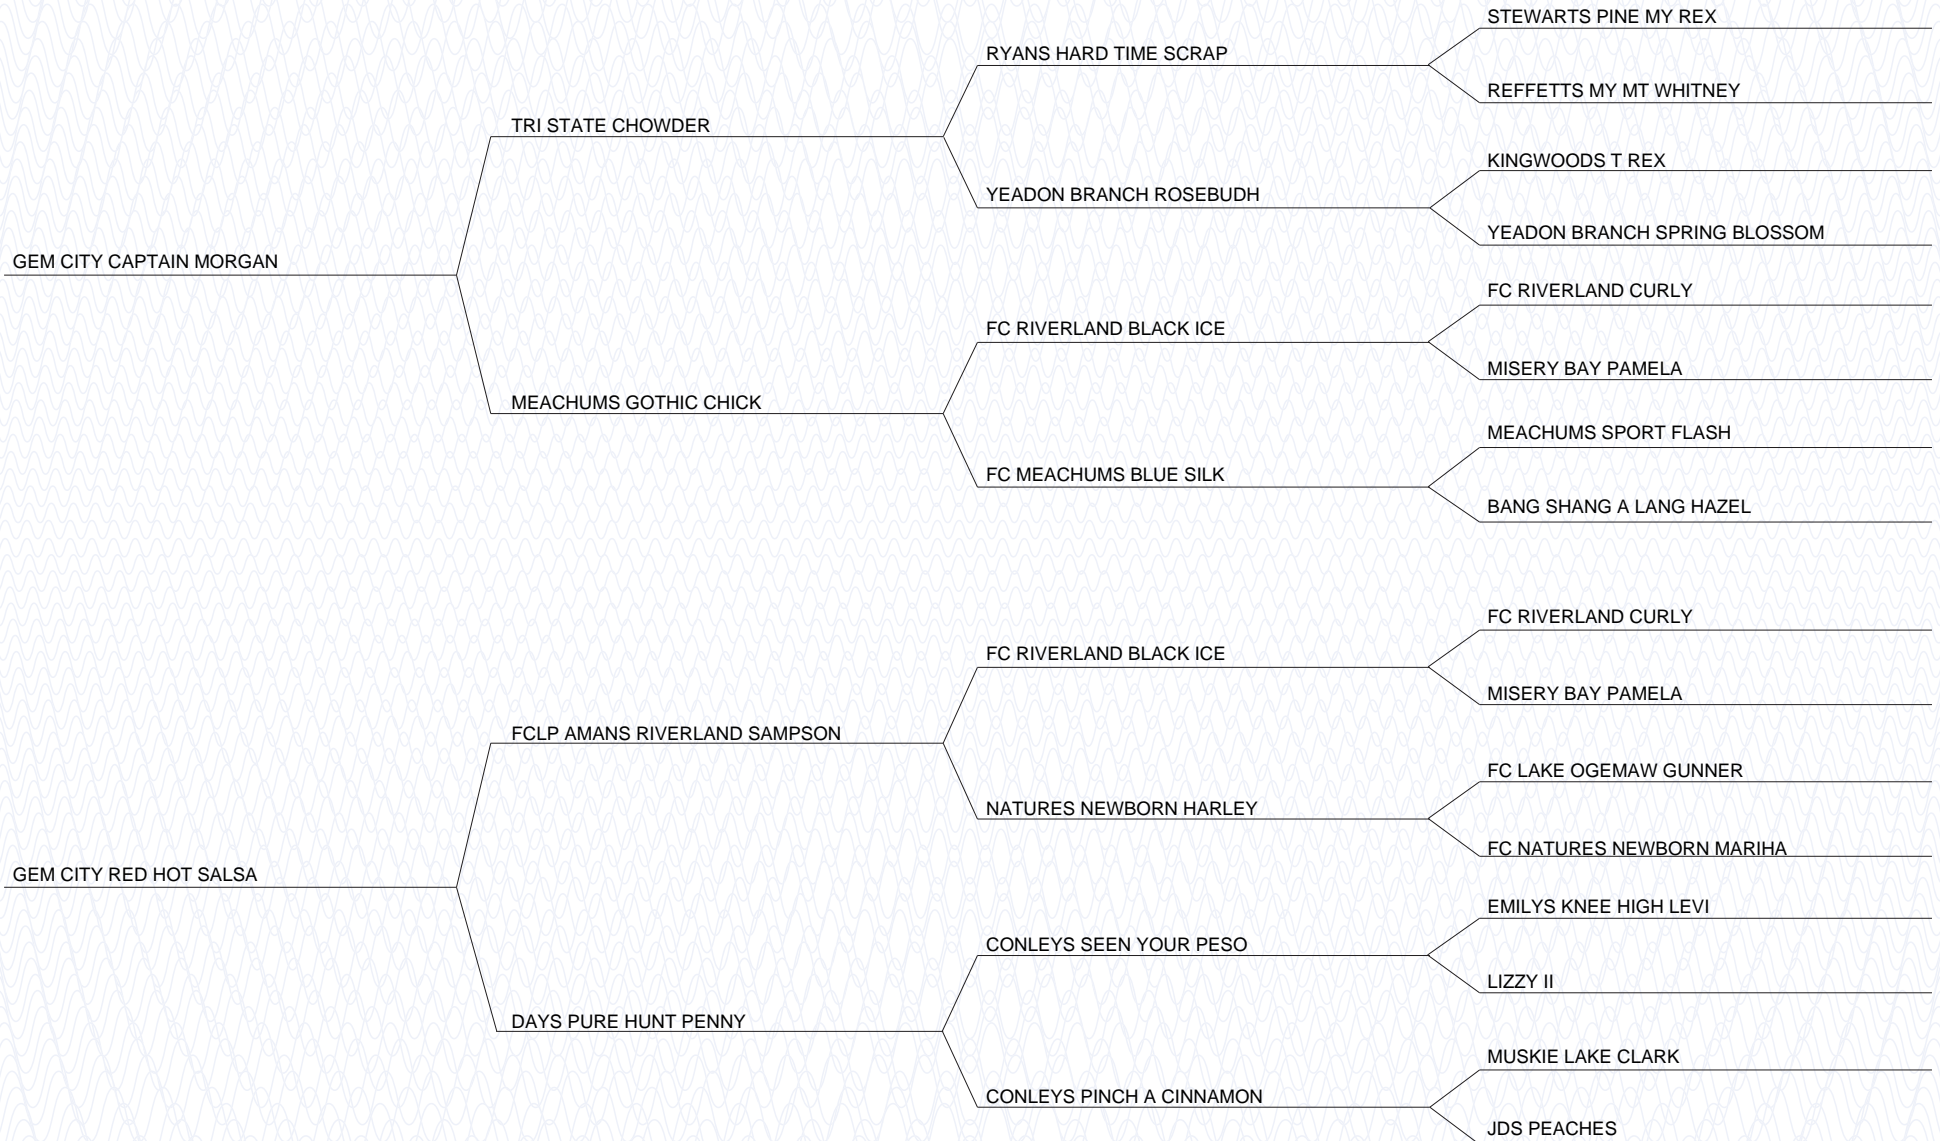 STEWARTS PINE MY REX
RYANS HARD TIME SCRAP
REFFETTS MY MT WHITNEY
TRI STATE CHOWDER
KINGWOODS T REX
YEADON BRANCH ROSEBUDH
YEADON BRANCH SPRING BLOSSOM
GEM CITY CAPTAIN MORGAN
FC RIVERLAND CURLY
FC RIVERLAND BLACK ICE
MISERY BAY PAMELA
MEACHUMS GOTHIC CHICK
MEACHUMS SPORT FLASH
FC MEACHUMS BLUE SILK
BANG SHANG A LANG HAZEL
FC RIVERLAND CURLY
FC RIVERLAND BLACK ICE
MISERY BAY PAMELA
FCLP AMANS RIVERLAND SAMPSON
FC LAKE OGEMAW GUNNER
NATURES NEWBORN HARLEY
FC NATURES NEWBORN MARIHA
GEM CITY RED HOT SALSA
EMILYS KNEE HIGH LEVI
CONLEYS SEEN YOUR PESO
LIZZY II
DAYS PURE HUNT PENNY
MUSKIE LAKE CLARK
CONLEYS PINCH A CINNAMON
JDS PEACHES